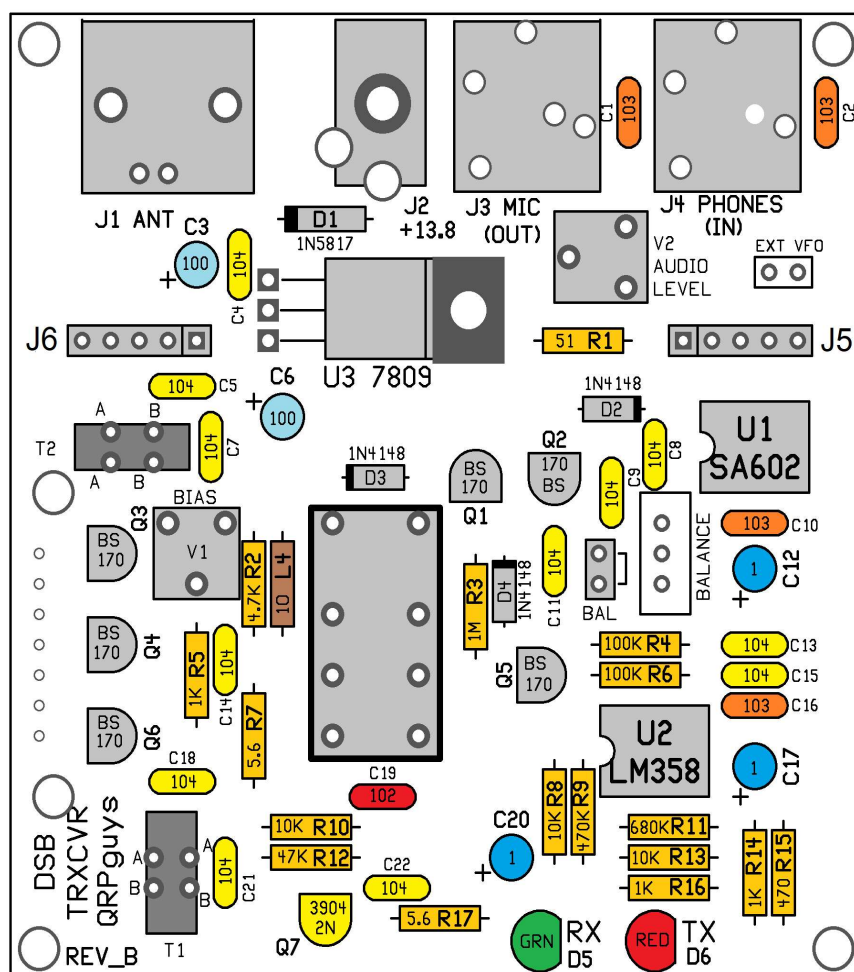 C1
103
103
C2
J1 ANT
J2
+13.8
J3 MIC
(OUT)
J4 PHONES
(IN)
D1
1N5817
C3
100
+
104
C4
V2
AUDIO
LEVEL
EXT VFO
J6
U3 7809
51 R1
J5
104 C5
C6
+
100
1N4148
D2
T2
A B
A B
104
C7
1N4148
D3
BS
170
Q1
Q2
170
BS
104
C9
104
C8
U1
SA602
BIAS
V1
Q3
BS
170
4.7K R2
10 L4
1M R3
D4
1N4148
104
C11
BAL
BALANCE
103 C10
1
C12
+
BS
170
Q4
1K R5
104
C14
Q5
BS
170
100K R4
100K R6
104 C13
104 C15
103 C16
BS
170
Q6
5.6 R7
U2
LM358
1
C17
+
C18
104
C19
102
10K R8
470K R9
C20
1
+
10K R10
47K R12
680K R11
10K R13
1K R16
1K R14
470 R15
DSB
TRXCVR
QRPguys
A A
B B
T1
104
C21
C22
104
5.6 R17
3904
2N
Q7
GRN
RX
D5
RED
TX
D6
REV_B